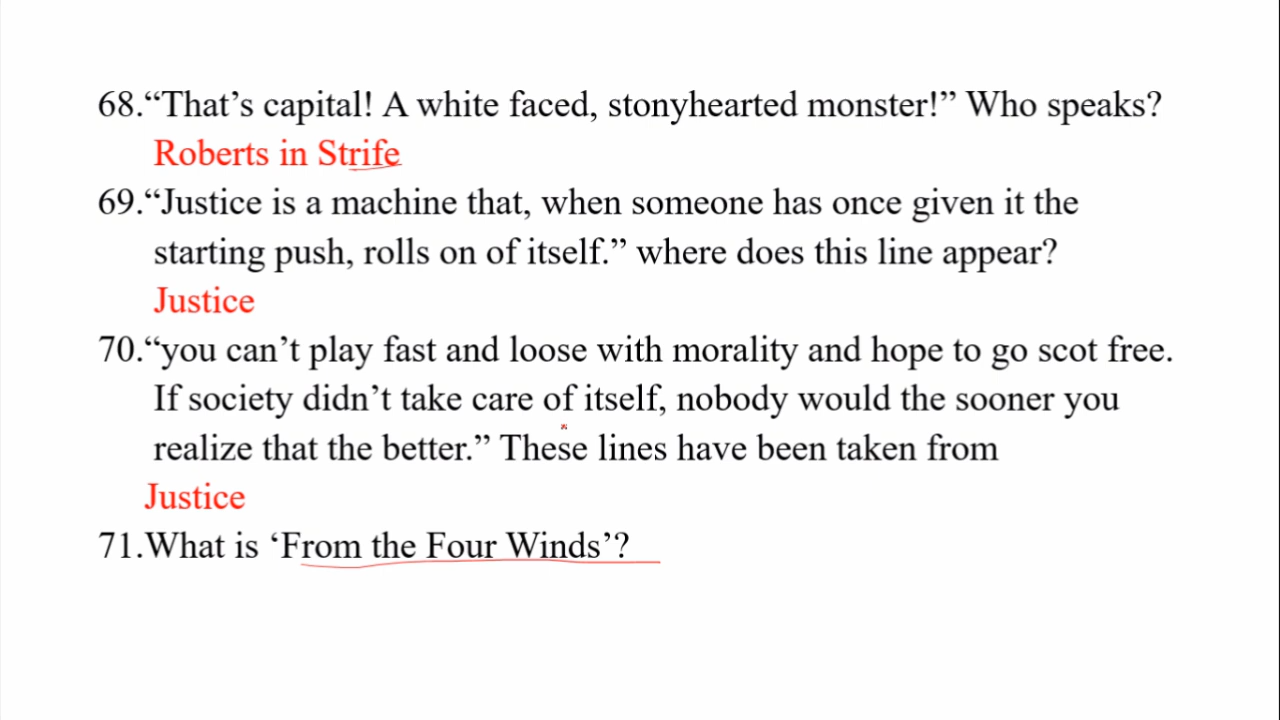 68.“That’s capital! A white faced, stonyhearted monster!” Who speaks?
Roberts in Strife
69.“Justice is a machine that, when someone has once given it the
starting push, rolls on of itself.” where does this line appear?
Justice
70.“you can’t play fast and loose with morality and hope to go scot free.
If society didn’t take care of itself, nobody would the sooner you
realize that the better.” These lines have been taken from
Justice
71.What is ‘From the Four Winds’?